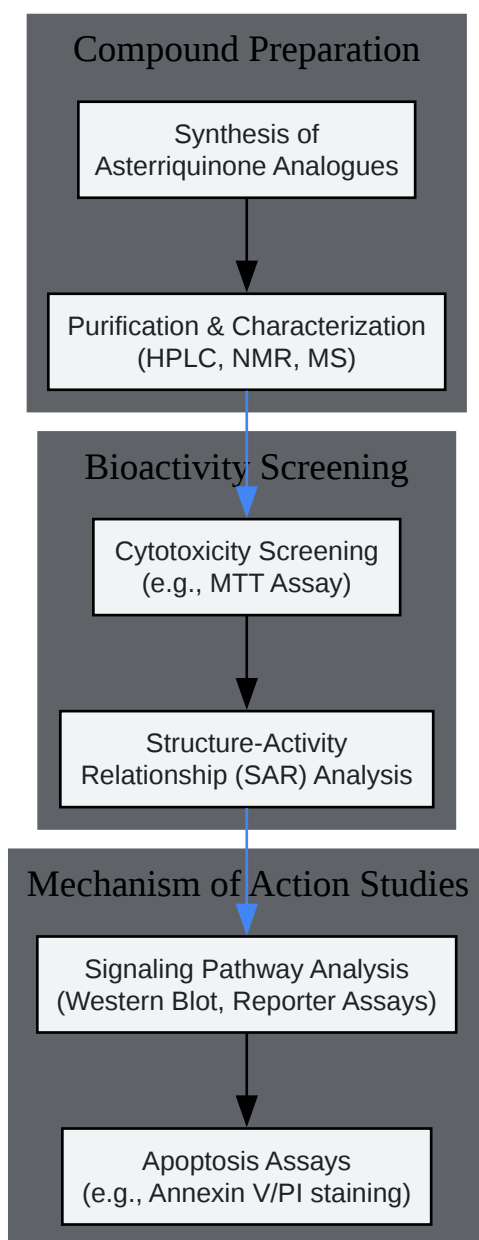 Compound Preparation
Synthesis of
Asterriquinone Analogues
Purification & Characterization
(HPLC, NMR, MS)
Bioactivity Screening
Cytotoxicity Screening
(e.g., MTT Assay)
Structure-Activity
Relationship (SAR) Analysis
Mechanism of Action Studies
Signaling Pathway Analysis
(Western Blot, Reporter Assays)
Apoptosis Assays
(e.g., Annexin V/PI staining)